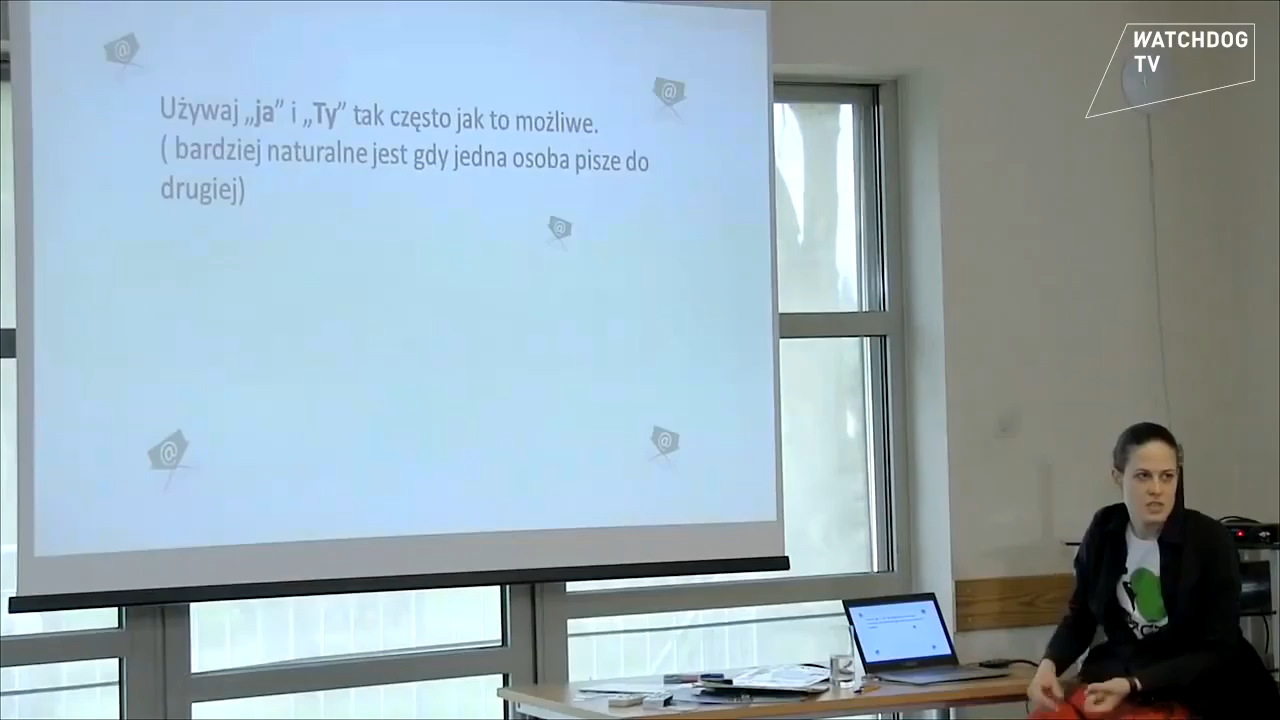 WATCHDOG
TV
Używaj „ja” i „Ty” tak często jak to możliwe.
( bardziej naturalne jest gdy jedna osoba pisze do
drugiej)
@
@
@
@
@